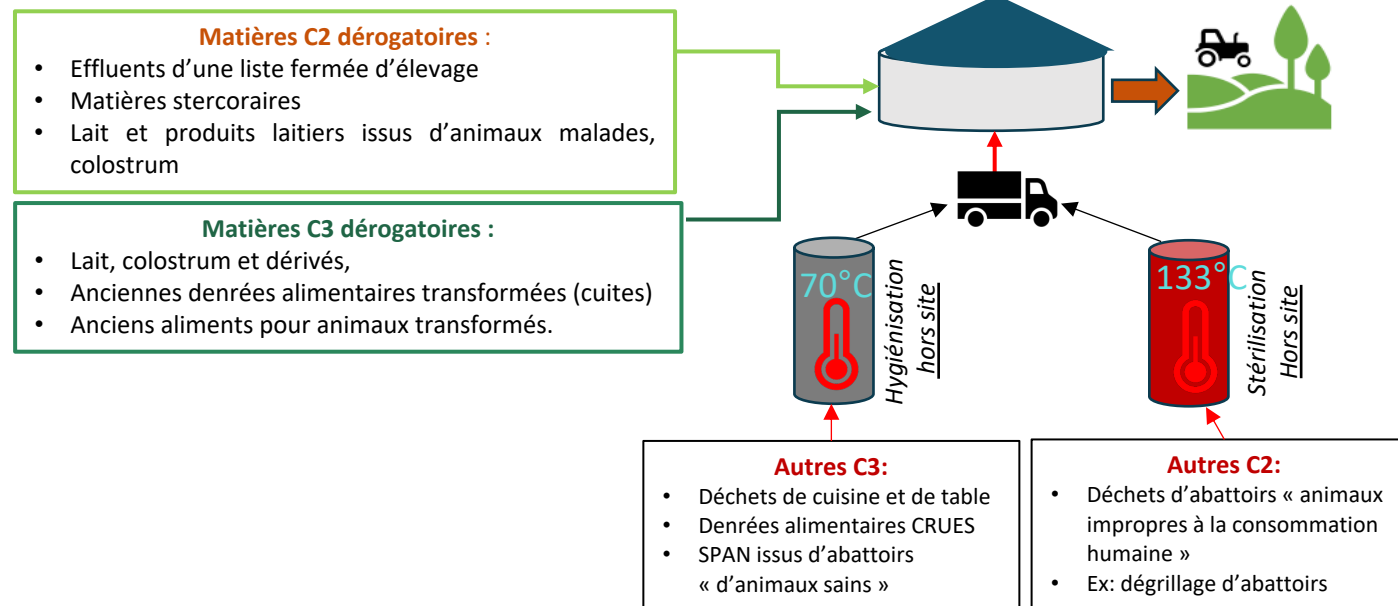 Matières C2 dérogatoires :
• Effluents d’une liste fermée d’élevage
• Matières stercoraires
• Lait et produits laitiers issus d’animaux malades,
colostrum
Matières C3 dérogatoires :
• Lait, colostrum et dérivés,
• Anciennes denrées alimentaires transformées (cuites)
• Anciens aliments pour animaux transformés.
70°C
Hygiénisation
hors site
133°C
Stérilisation
Hors site
Autres C3:
• Déchets de cuisine et de table
• Denrées alimentaires CRUES
• SPAN issus d’abattoirs
« d’animaux sains »
Autres C2:
• Déchets d’abattoirs « animaux
impropres à la consommation
humaine »
• Ex: dégrillage d’abattoirs